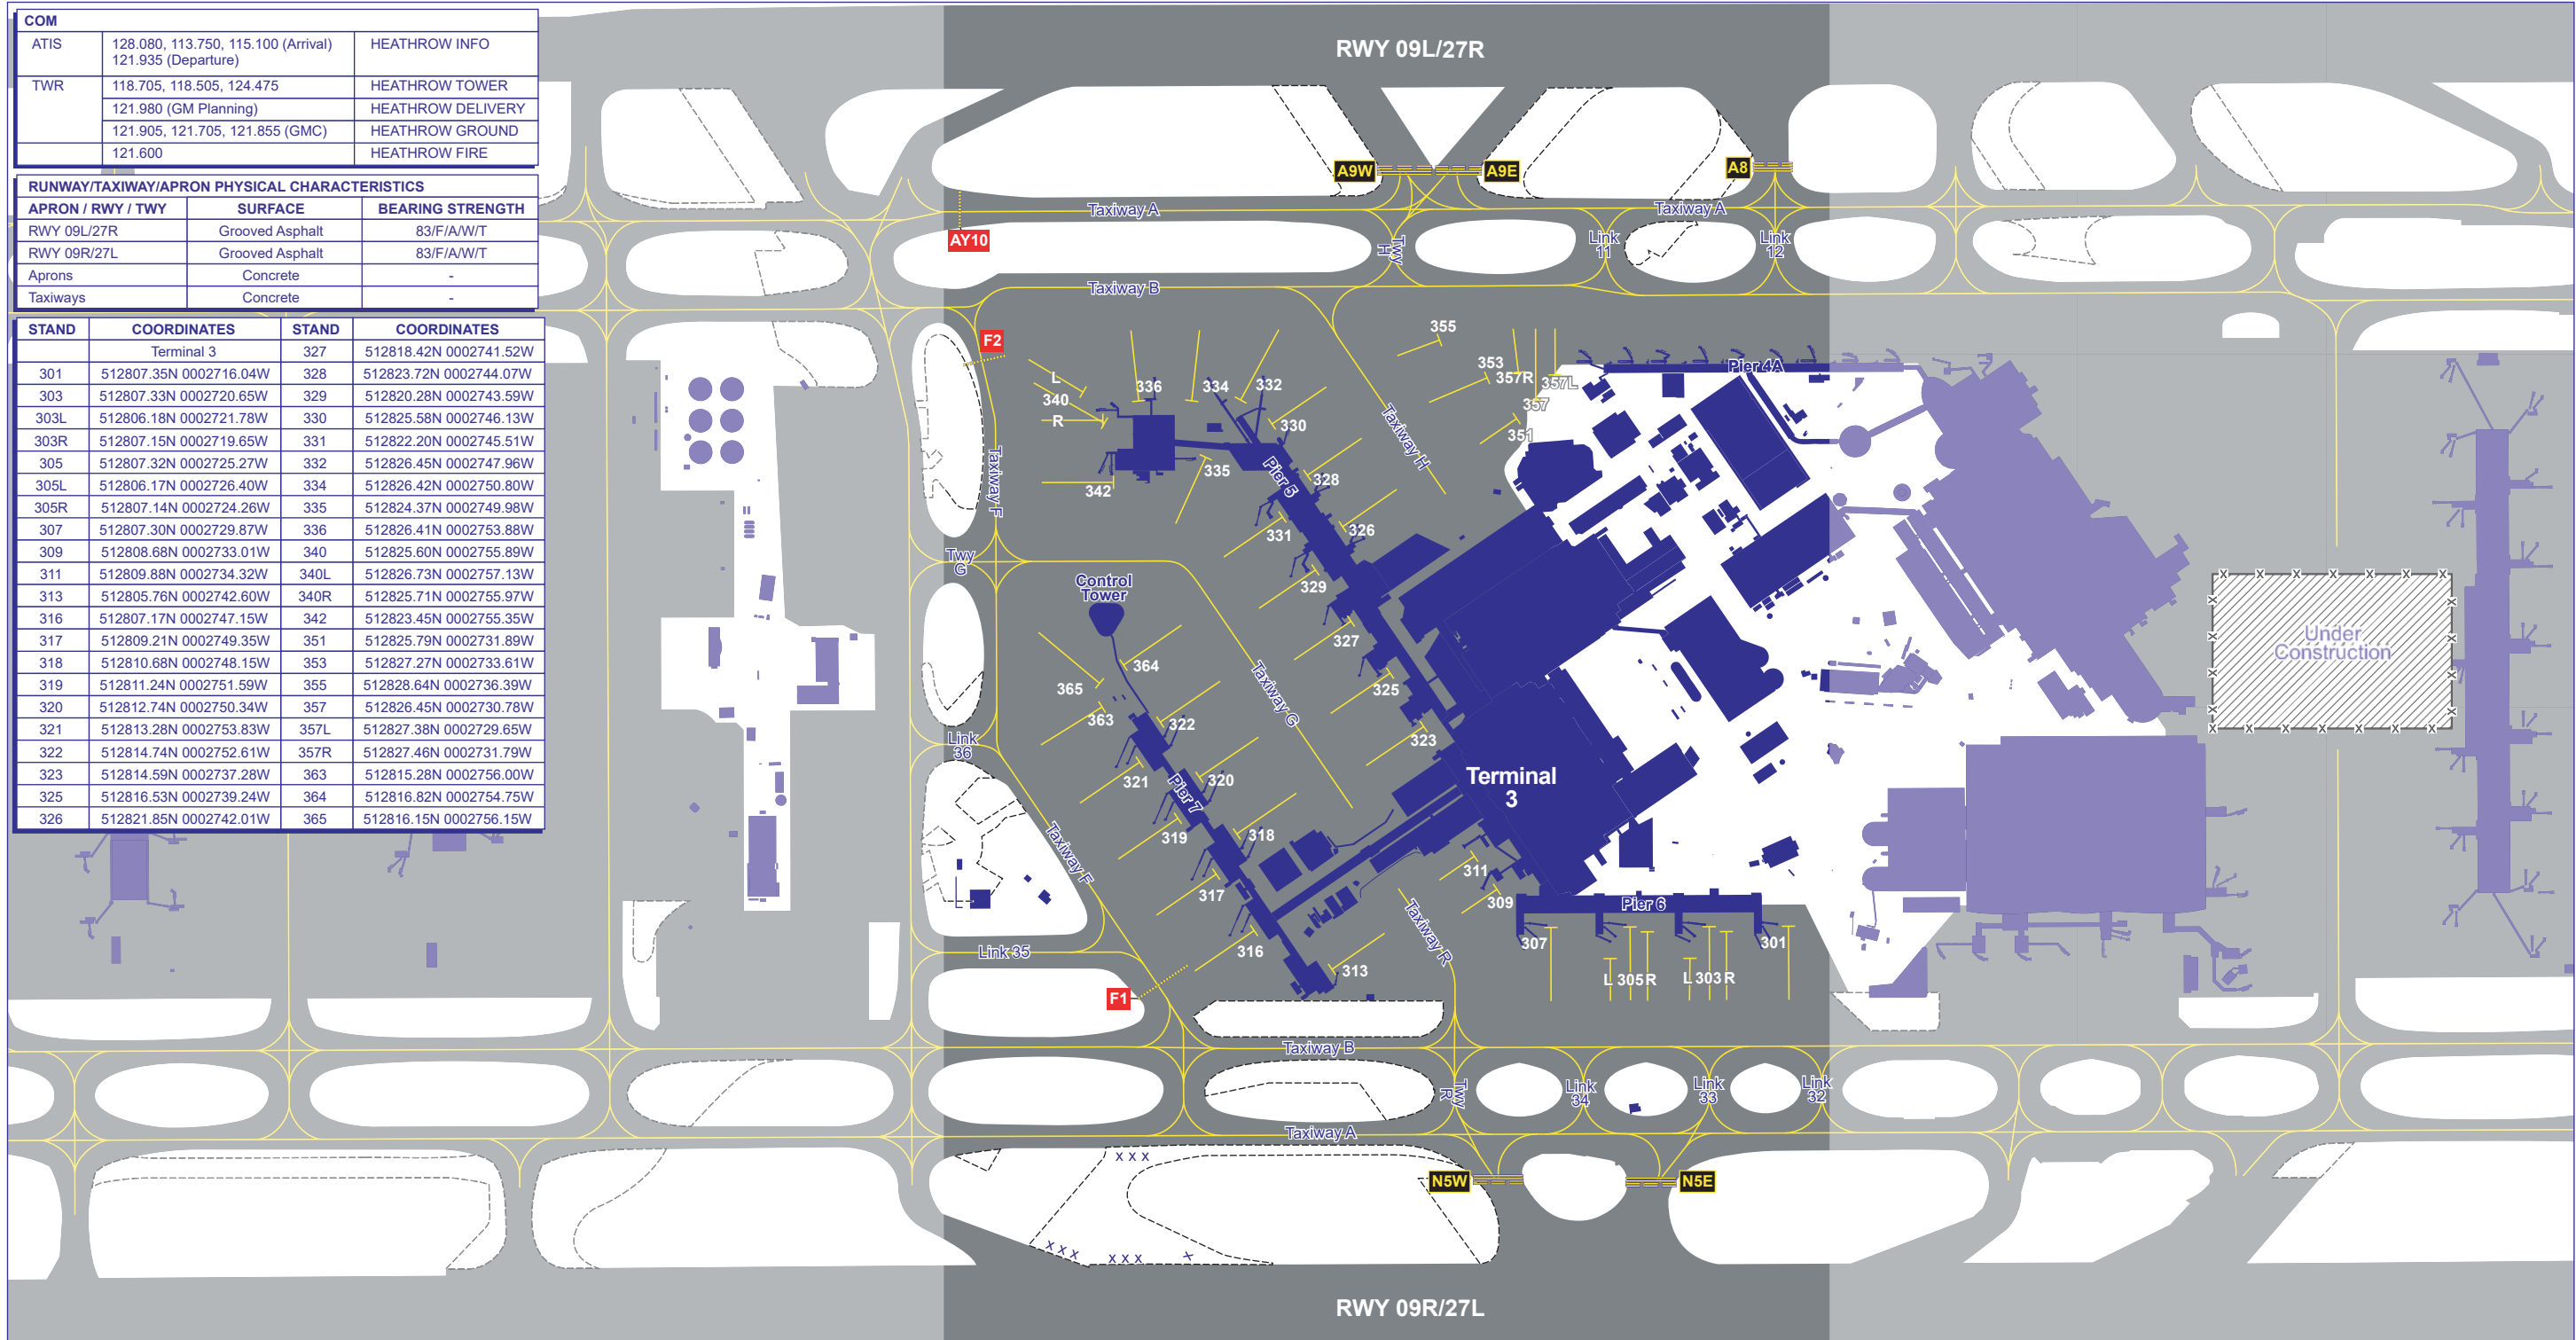 COM
ATIS 128.080, 113.750, 115.100 (Arrival) HEATHROW INFO
121.935 (Departure)
TWR 118.705, 118.505, 124.475 HEATHROW TOWER
121.980 (GM Planning) HEATHROW DELIVERY
121.905, 121.705, 121.855 (GMC) HEATHROW GROUND
121.600 HEATHROW FIRE
RUNWAY/TAXIWAY/APRON PHYSICAL CHARACTERISTICS
APRON / RWY / TWY SURFACE BEARING STRENGTH
RWY 09L/27R Grooved Asphalt 83/F/A/W/T
RWY 09R/27L Grooved Asphalt 83/F/A/W/T
Aprons Concrete -
Taxiways Concrete -
STAND COORDINATES STAND COORDINATES
Terminal 3 327 512818.42N 0002741.52W
301 512807.35N 0002716.04W 328 512823.72N 0002744.07W
303 512807.33N 0002720.65W 329 512820.28N 0002743.59W
303L 512806.18N 0002721.78W 330 512825.58N 0002746.13W
303R 512807.15N 0002719.65W 331 512822.20N 0002745.51W
305 512807.32N 0002725.27W 332 512826.45N 0002747.96W
305L 512806.17N 0002726.40W 334 512826.42N 0002750.80W
305R 512807.14N 0002724.26W 335 512824.37N 0002749.98W
307 512807.30N 0002729.87W 336 512826.41N 0002753.88W
309 512808.68N 0002733.01W 340 512825.60N 0002755.89W
311 512809.88N 0002734.32W 340L 512826.73N 0002757.13W
313 512805.76N 0002742.60W 340R 512825.71N 0002755.97W
316 512807.17N 0002747.15W 342 512823.45N 0002755.35W
317 512809.21N 0002749.35W 351 512825.79N 0002731.89W
318 512810.68N 0002748.15W 353 512827.27N 0002733.61W
319 512811.24N 0002751.59W 355 512828.64N 0002736.39W
320 512812.74N 0002750.34W 357 512826.45N 0002730.78W
321 512813.28N 0002753.83W 357L 512827.38N 0002729.65W
322 512814.74N 0002752.61W 357R 512827.46N 0002731.79W
323 512814.59N 0002737.28W 363 512815.28N 0002756.00W
325 512816.53N 0002739.24W 364 512816.82N 0002754.75W
326 512821.85N 0002742.01W 365 512816.15N 0002756.15W
RWY 09L/27R
A9W
A9E
A8
Taxiway A
Taxiway A
AY10
TWY
H
Link
11
Link
12
Taxiway B
F2
355
353
357R
357L
357
351
Pier 4A
L
340
R
336
334
332
330
Taxiway H
335
342
Pier 5
328
326
331
329
327
325
323
Taxiway F
Twy
G
Control
Tower
364
365
363
322
Taxiway G
Link
36
321
320
Pier 7
319
318
317
316
313
Taxiway F
Terminal
3
311
309
Pier 6
307
301
L 305 R
L 303 R
Taxiway R
Link 35
F1
Under
Construction
Taxiway B
TWY
R
Link
34
Link
33
Link
32
Taxiway A
x x x
N5W
N5E
x x x
x x x
x
RWY 09R/27L